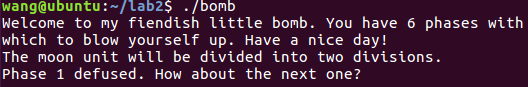 wang@ubuntu:~/lab2$ ./bomb
Welcome to my fiendish little bomb. You have 6 phases with
which to blow yourself up. Have a nice day!
The moon unit will be divided into two divisions.
Phase 1 defused. How about the next one?